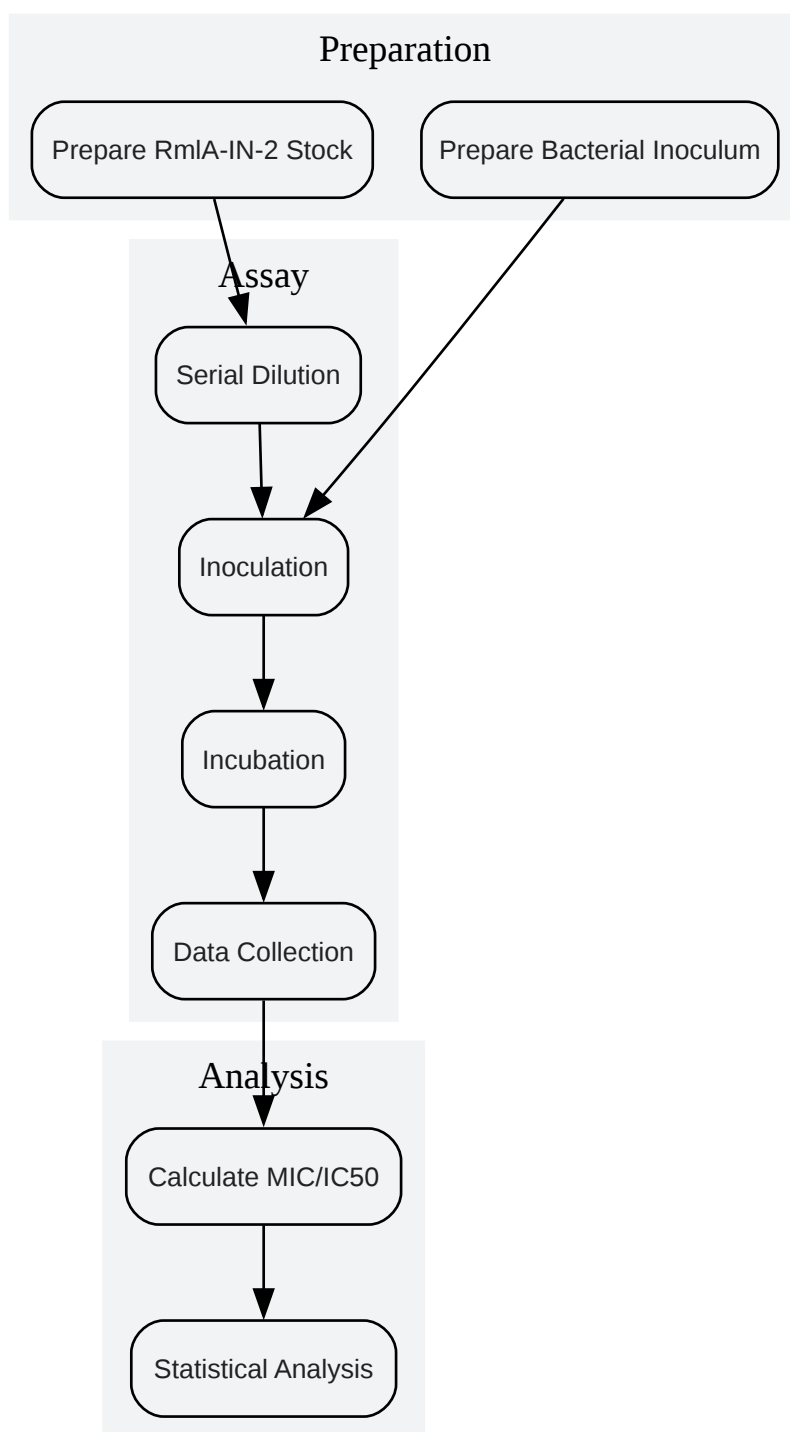 Preparation
Prepare RmlA-IN-2 Stock
Prepare Bacterial Inoculum
Assay
Serial Dilution
Inoculation
Incubation
Data Collection
Analysis
Calculate MIC/IC50
Statistical Analysis